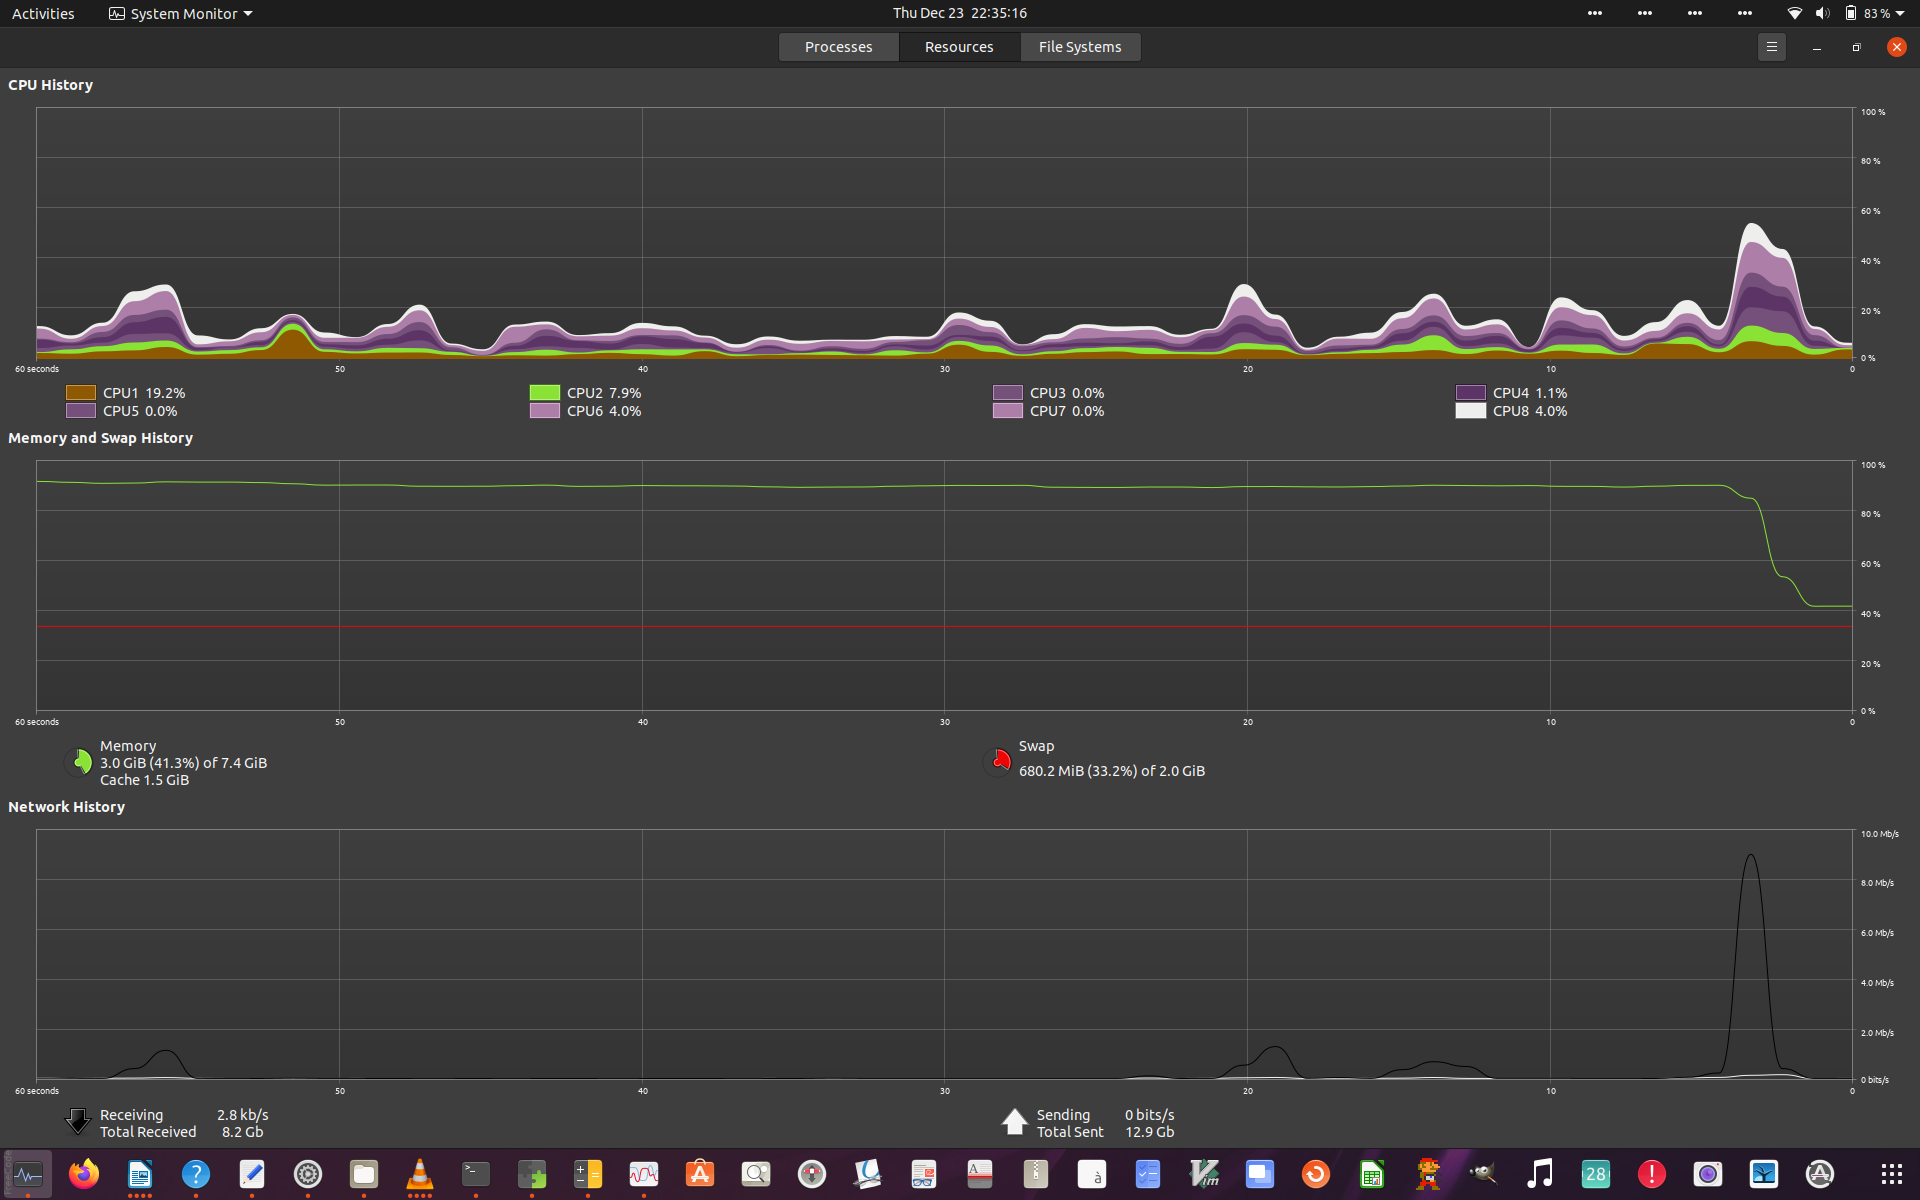 Activities System Monitor Thu Dec 23 22:35:16 83 %
Processes Resources File Systems
CPU History
100 %
80 %
60 %
40 %
20 %
0 %
60 seconds 50 40 30 20 10 0
CPU1 19.2% CPU2 7.9% CPU3 0.0% CPU4 1.1%
CPU5 0.0% CPU6 4.0% CPU7 0.0% CPU8 4.0%
Memory and Swap History
100 %
80 %
60 %
40 %
20 %
0 %
60 seconds 50 40 30 20 10 0
Memory
3.0 GiB (41.3%) of 7.4 GiB
Cache 1.5 GiB
Swap
680.2 MiB (33.2%) of 2.0 GiB
Network History
10.0 Mb/s
8.0 Mb/s
6.0 Mb/s
4.0 Mb/s
2.0 Mb/s
0 bits/s
60 seconds 50 40 30 20 10 0
Receiving 2.8 kb/s Sending 0 bits/s
Total Received 8.2 Gb Total Sent 12.9 Gb
28